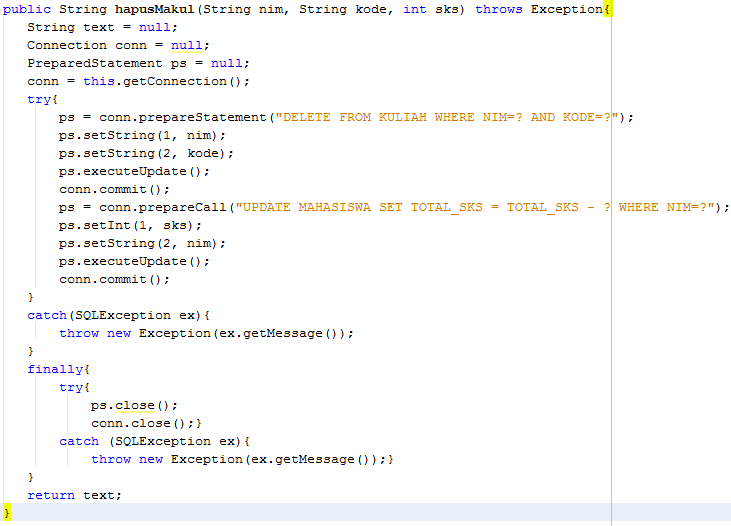 public String hapusMakul(String nim, String kode, int sks) throws Exception{
String text = null;
Connection conn = null;
PreparedStatement ps = null;
conn = this.getConnection();
try{
ps = conn.prepareStatement("DELETE FROM KULIAH WHERE NIM=? AND KODE=?");
ps.setString(1, nim);
ps.setString(2, kode);
ps.executeUpdate();
conn.commit();
ps = conn.prepareCall("UPDATE MAHASISWA SET TOTAL_SKS = TOTAL_SKS - ? WHERE NIM=?");
ps.setInt(1, sks);
ps.setString(2, nim);
ps.executeUpdate();
conn.commit();
}
catch(SQLException ex){
throw new Exception(ex.getMessage());
}
finally{
try{
ps.close();
conn.close();}
catch (SQLException ex){
throw new Exception(ex.getMessage());}
}
return text;
}